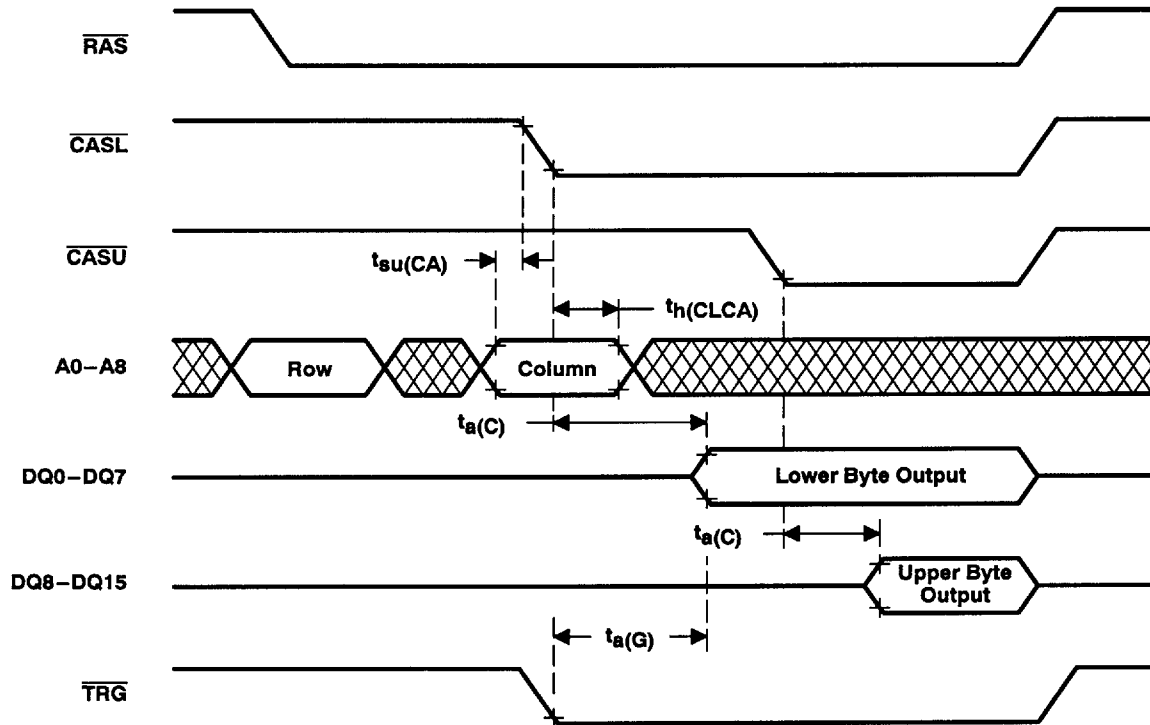 RAS
CASL
CASU
tsu(CA)
th(CLCA)
A0–A8
Row
Column
ta(C)
DQ0–DQ7
Lower Byte Output
ta(C)
DQ8–DQ15
Upper Byte
Output
ta(G)
TRG